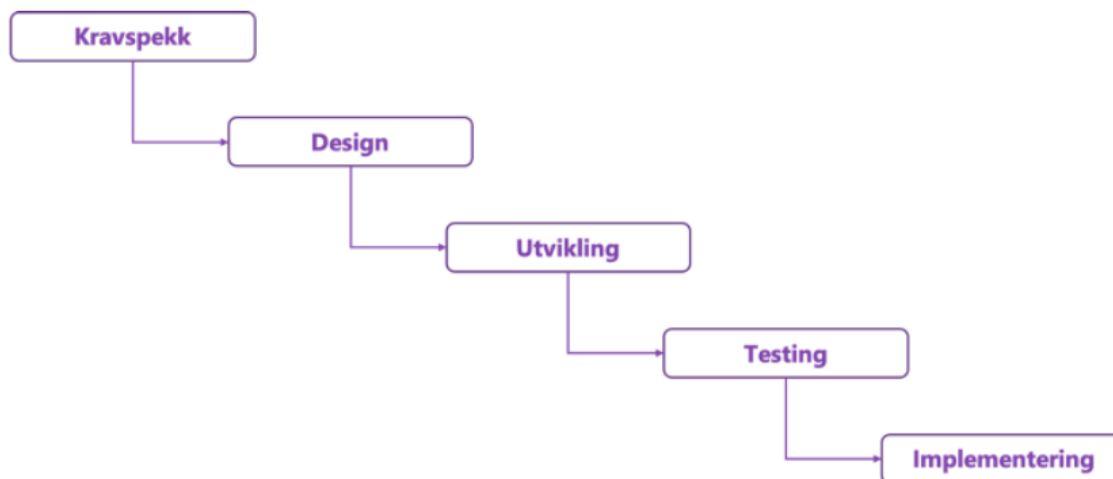 Kravspekk
Design
Utvikling
Testing
Implementering